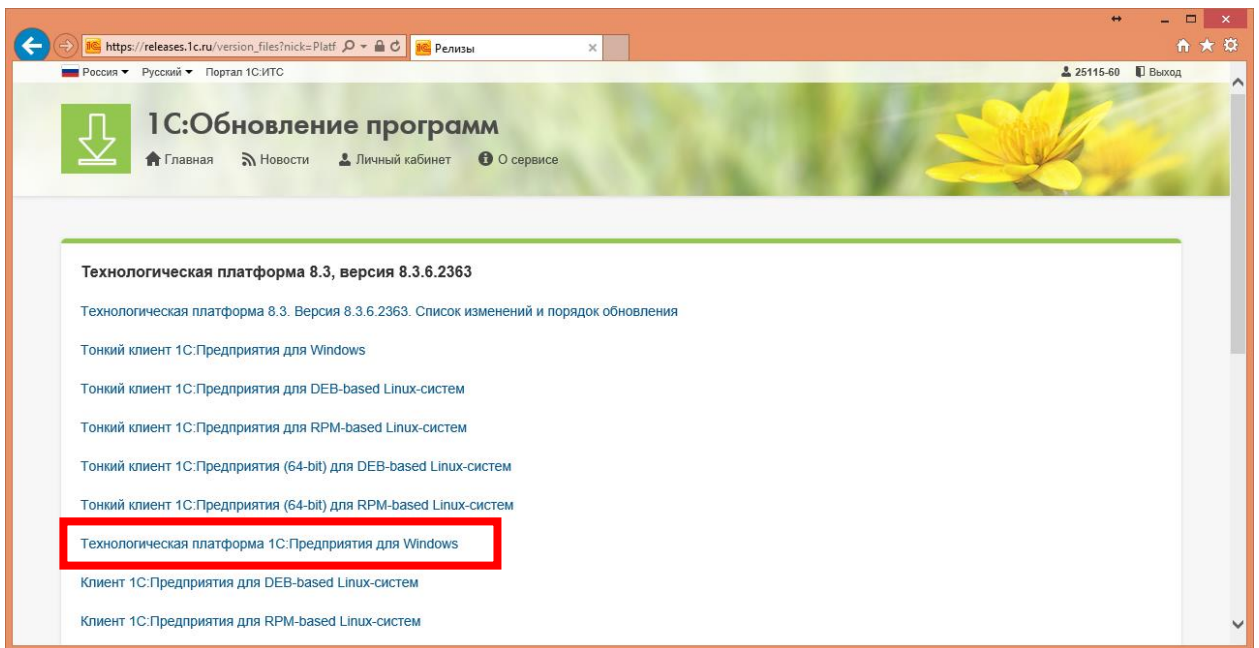 https://releases.1c.ru/version_files?nick=Platf
Релизы
Россия Русский Портал 1С:ИТС
25115-60 Выход
1С:Обновление программ
Главная Новости Личный кабинет О сервисе
Технологическая платформа 8.3, версия 8.3.6.2363
Технологическая платформа 8.3. Версия 8.3.6.2363. Список изменений и порядок обновления
Тонкий клиент 1С:Предприятия для Windows
Тонкий клиент 1С:Предприятия для DEB-based Linux-систем
Тонкий клиент 1С:Предприятия для RPM-based Linux-систем
Тонкий клиент 1С:Предприятия (64-bit) для DEB-based Linux-систем
Тонкий клиент 1С:Предприятия (64-bit) для RPM-based Linux-систем
Технологическая платформа 1С:Предприятия для Windows
Клиент 1С:Предприятия для DEB-based Linux-систем
Клиент 1С:Предприятия для RPM-based Linux-систем